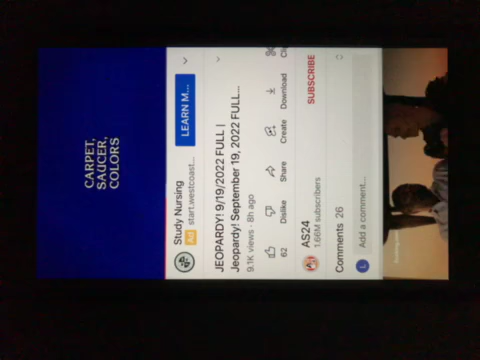 CARPET,
SAUCER,
COLORS
Study Nursing
Ad start.westcoast...
LEARN M...
JEOPARDY! 9/19/2022 FULL |
Jeopardy! September 19, 2022 FULL...
9.1K views · 8h ago
62
Dislike
Share
Create
Download
Cli
AS24
1.66M subscribers
SUBSCRIBE
Comments 26
L
Add a comment...